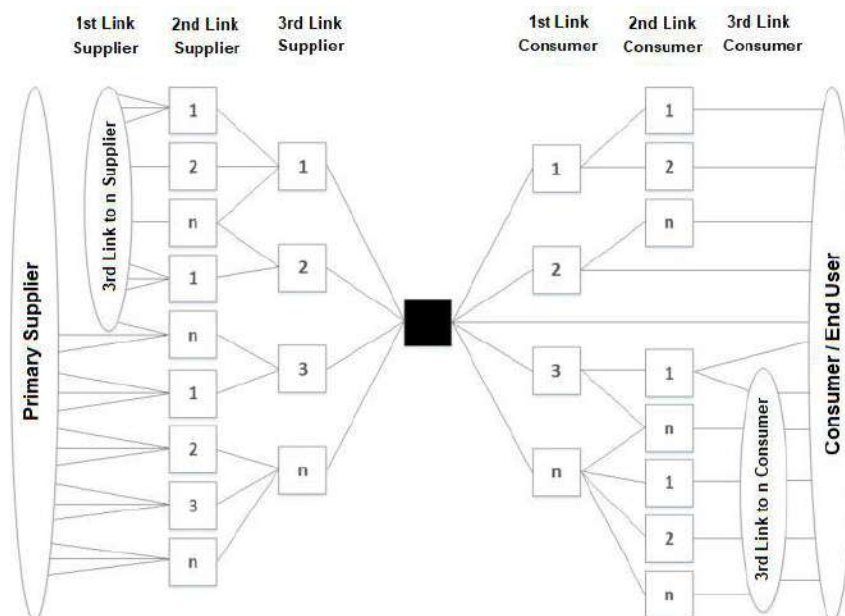 1st Link
Supplier
2nd Link
Supplier
3rd Link
Supplier
1st Link
Consumer
2nd Link
Consumer
3rd Link
Consumer
Primary Supplier
3rd Link to n Supplier
1
2
n
1
n
1
2
3
n
1
2
3
n
1
2
3
n
1
2
n
1
n
1
2
n
3rd Link to n Consumer
Consumer / End User